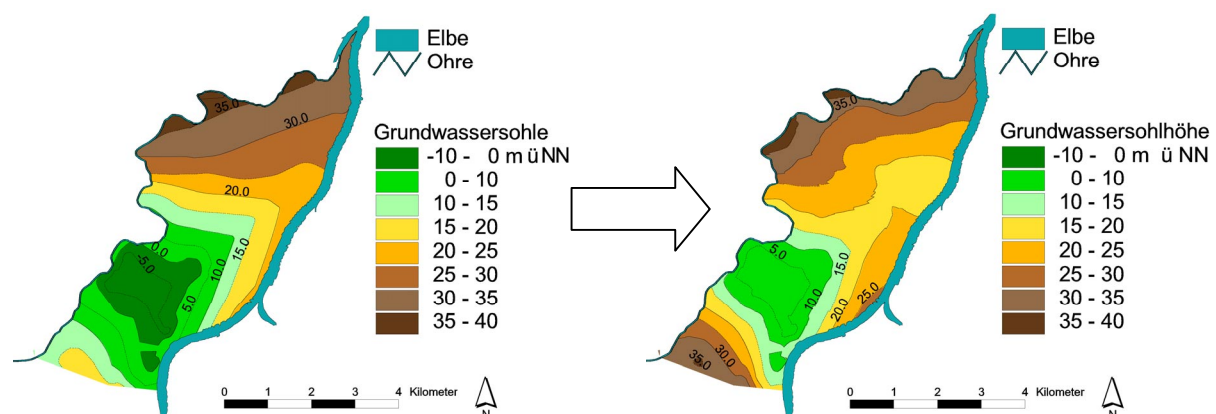 Elbe
Ohre
Grundwassersohle
-10 - 0 m üNN
0 - 10
10 - 15
15 - 20
20 - 25
25 - 30
30 - 35
35 - 40
35.0
30.0
20.0
15.0
10.0
5.0
0.0
-5.0
0 1 2 3 4 Kilometer
N
Elbe
Ohre
Grundwassersohlhöhe
-10 - 0 m ü NN
0 - 10
10 - 15
15 - 20
20 - 25
25 - 30
30 - 35
35 - 40
35.0
5.0
15.0
10.0
20.0
25.0
30.0
35.0
0 1 2 3 4 Kilometer
N